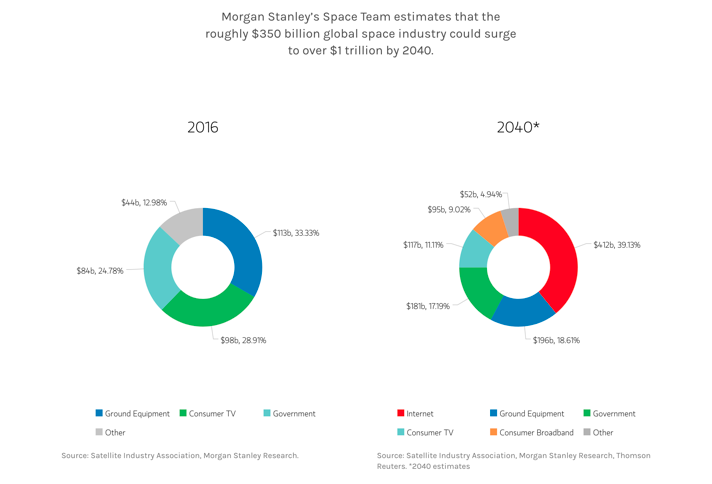 Morgan Stanley's Space Team estimates that the
roughly $350 billion global space industry could surge
to over $1 trillion by 2040.
2016
$44b, 12.98%
$113b, 33.33%
$84b, 24.78%
$98b, 28.91%
Ground Equipment
Consumer TV
Government
Other
Source: Satellite Industry Association, Morgan Stanley Research.
2040*
$52b, 4.94%
$95b, 9.02%
$117b, 11.11%
$412b, 39.13%
$181b, 17.19%
$196b, 18.61%
Internet
Ground Equipment
Government
Consumer TV
Consumer Broadband
Other
Source: Satellite Industry Association, Morgan Stanley Research, Thomson
Reuters. *2040 estimates